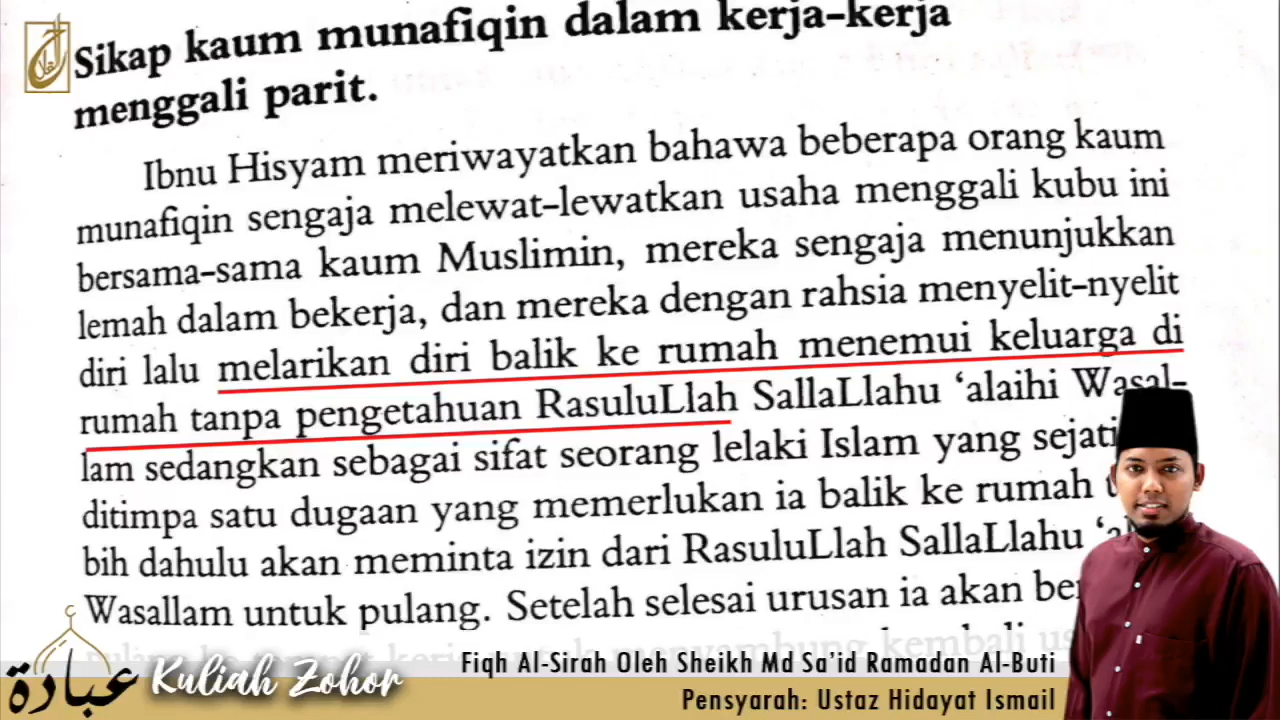 Sikap kaum munafiqin dalam kerja-kerja
menggali parit.
Ibnu Hisyam meriwayatkan bahawa beberapa orang kaum
munafiqin sengaja melewat-lewatkan usaha menggali kubu ini
bersama-sama kaum Muslimin, mereka sengaja menunjukkan
lemah dalam bekerja, dan mereka dengan rahsia menyelit-nyelit
diri lalu melarikan diri balik ke rumah menemui keluarga di
rumah tanpa pengetahuan RasuluLlah SallaLlahu ‘alaihi Wasal-
lam sedangkan sebagai sifat seorang lelaki Islam yang sejati
ditimpa satu dugaan yang memerlukan ia balik ke rumah
bih dahulu akan meminta izin dari RasuluLlah SallaLlahu
Wasallam untuk pulang. Setelah selesai urusan ia akan
menyambung kembali
عبادة
Kuliah Zohor
Fiqh Al-Sirah Oleh Sheikh Md Sa’id Ramadan Al-Buti
Pensyarah: Ustaz Hidayat Ismail